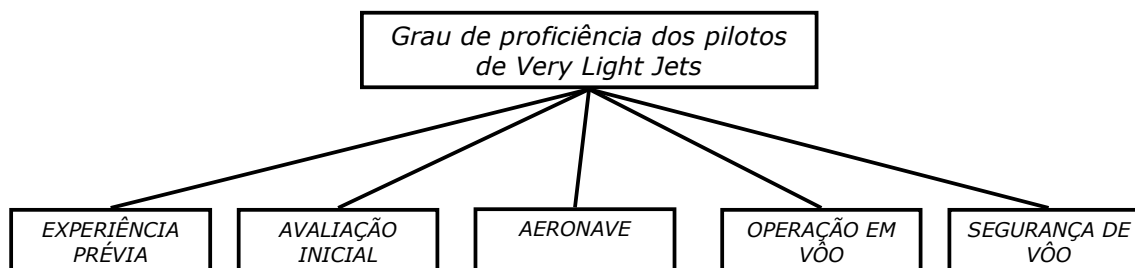 Grau de proficiência dos pilotos
de Very Light Jets
EXPERIÊNCIA
PRÉVIA
AVALIAÇÃO
INICIAL
AERONAVE
OPERAÇÃO EM
VÔO
SEGURANÇA DE
VÔO